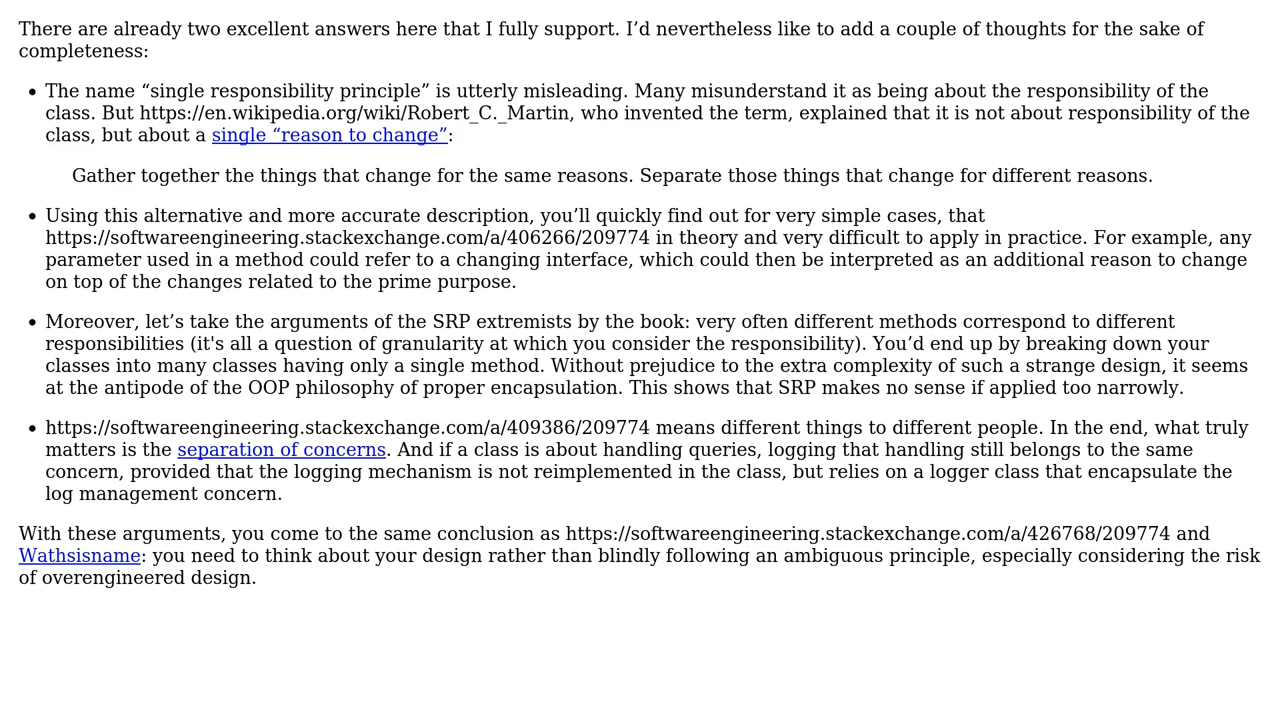 There are already two excellent answers here that I fully support. I’d nevertheless like to add a couple of thoughts for the sake of
completeness:
• The name “single responsibility principle” is utterly misleading. Many misunderstand it as being about the responsibility of the
class. But https://en.wikipedia.org/wiki/Robert_C._Martin, who invented the term, explained that it is not about responsibility of the
class, but about a single “reason to change”:
Gather together the things that change for the same reasons. Separate those things that change for different reasons.
• Using this alternative and more accurate description, you’ll quickly find out for very simple cases, that
https://softwareengineering.stackexchange.com/a/406266/209774 in theory and very difficult to apply in practice. For example, any
parameter used in a method could refer to a changing interface, which could then be interpreted as an additional reason to change
on top of the changes related to the prime purpose.
• Moreover, let’s take the arguments of the SRP extremists by the book: very often different methods correspond to different
responsibilities (it's all a question of granularity at which you consider the responsibility). You’d end up by breaking down your
classes into many classes having only a single method. Without prejudice to the extra complexity of such a strange design, it seems
at the antipode of the OOP philosophy of proper encapsulation. This shows that SRP makes no sense if applied too narrowly.
• https://softwareengineering.stackexchange.com/a/409386/209774 means different things to different people. In the end, what truly
matters is the separation of concerns. And if a class is about handling queries, logging that handling still belongs to the same
concern, provided that the logging mechanism is not reimplemented in the class, but relies on a logger class that encapsulate the
log management concern.
With these arguments, you come to the same conclusion as https://softwareengineering.stackexchange.com/a/426768/209774 and
Wathsisname: you need to think about your design rather than blindly following an ambiguous principle, especially considering the risk
of overengineered design.